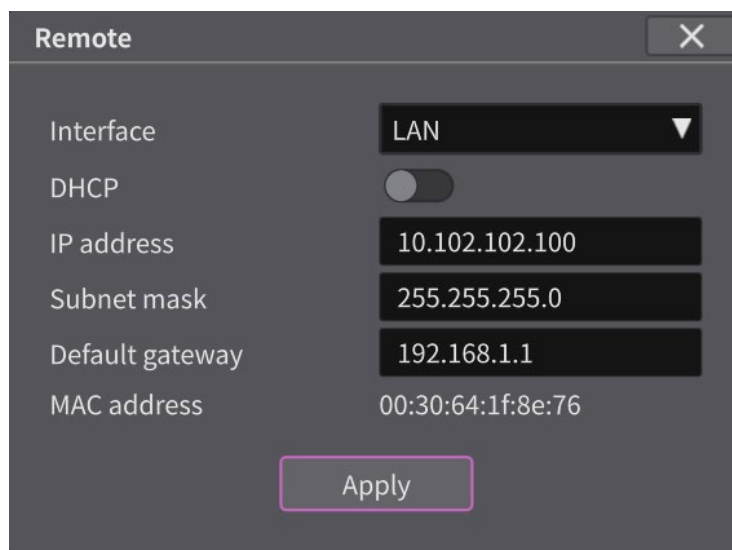 Remote
Interface LAN
DHCP
IP address 10.102.102.100
Subnet mask 255.255.255.0
Default gateway 192.168.1.1
MAC address 00:30:64:1f:8e:76
Apply